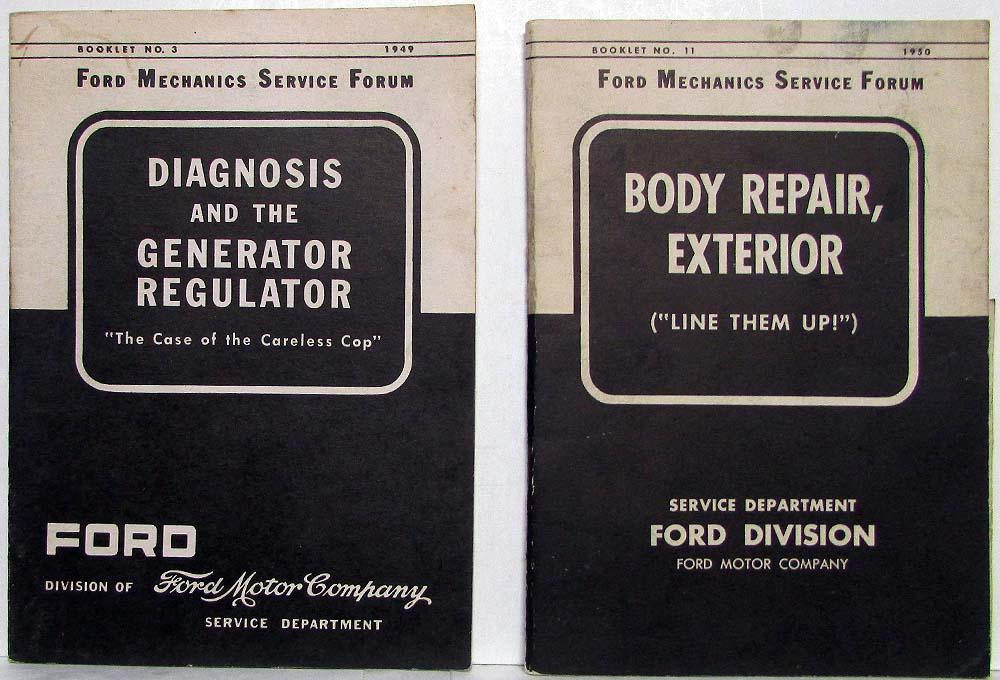 BOOKLET NO. 3 1949
FORD MECHANICS SERVICE FORUM
DIAGNOSIS
AND THE
GENERATOR
REGULATOR
"The Case of the Careless Cop"
FORD
DIVISION OF Ford Motor Company
SERVICE DEPARTMENT
BOOKLET NO. 11 1950
FORD MECHANICS SERVICE FORUM
BODY REPAIR,
EXTERIOR
("LINE THEM UP!")
SERVICE DEPARTMENT
FORD DIVISION
FORD MOTOR COMPANY